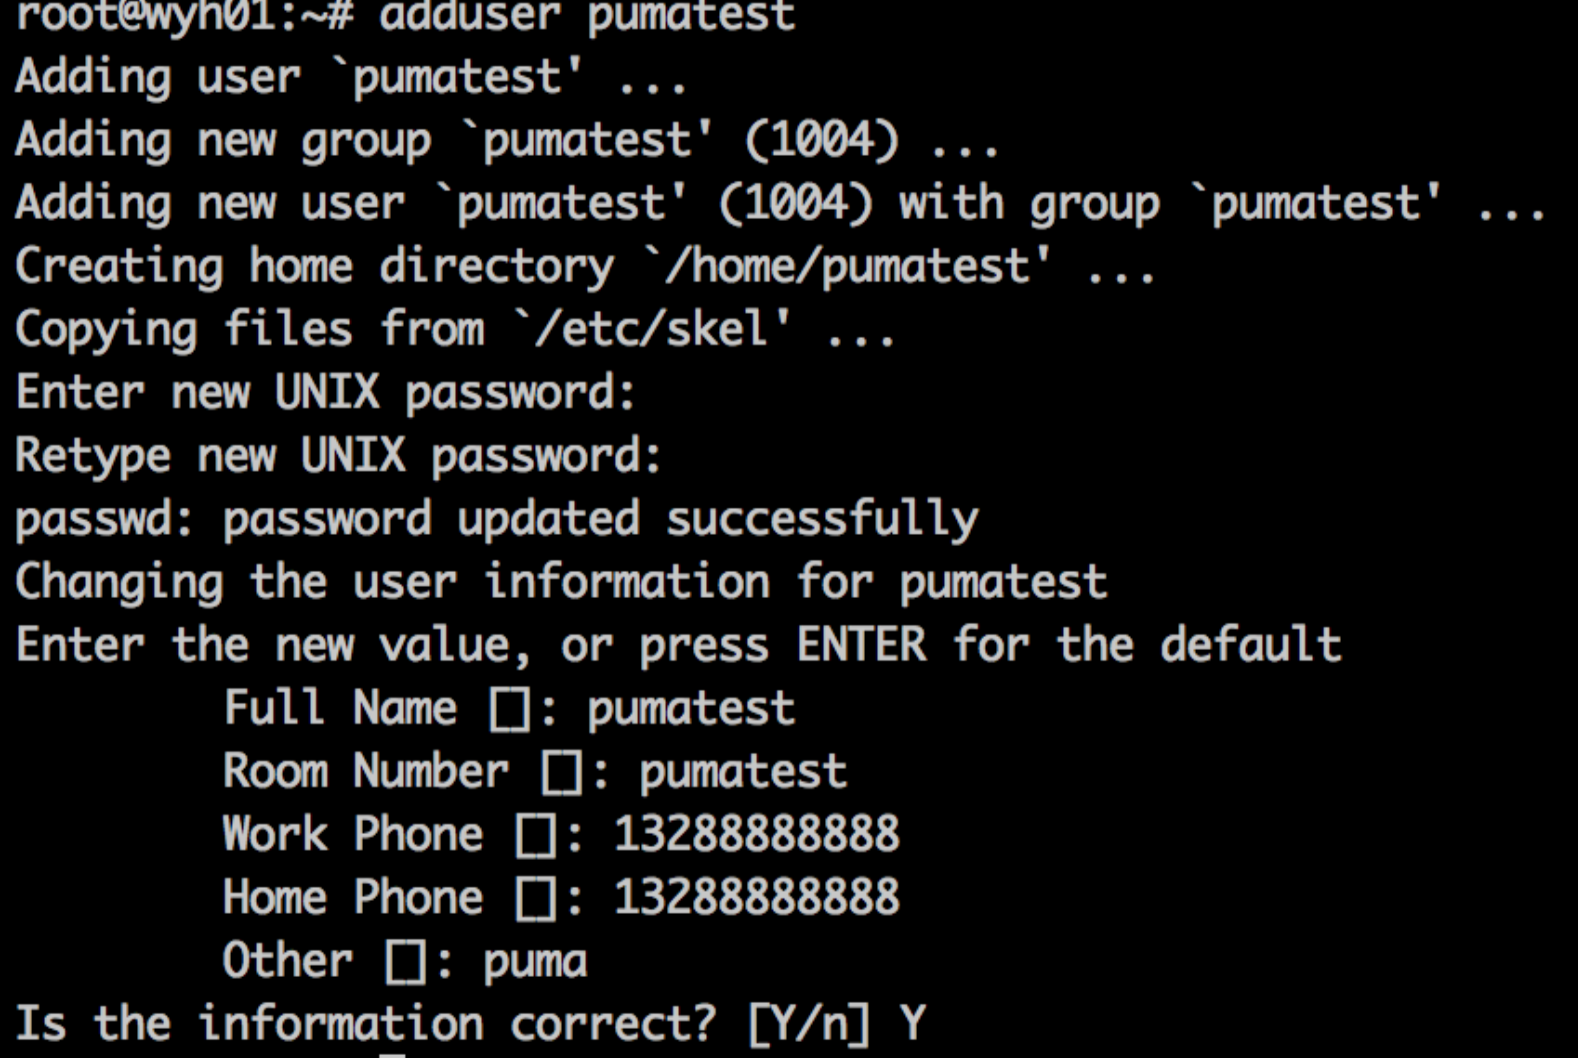 root@wyh01:~# adduser pumatest
Adding user `pumatest' ...
Adding new group `pumatest' (1004) ...
Adding new user `pumatest' (1004) with group `pumatest' ...
Creating home directory `/home/pumatest' ...
Copying files from `/etc/skel' ...
Enter new UNIX password:
Retype new UNIX password:
passwd: password updated successfully
Changing the user information for pumatest
Enter the new value, or press ENTER for the default
Full Name []: pumatest
Room Number []: pumatest
Work Phone []: 13288888888
Home Phone []: 13288888888
Other []: puma
Is the information correct? [Y/n] Y